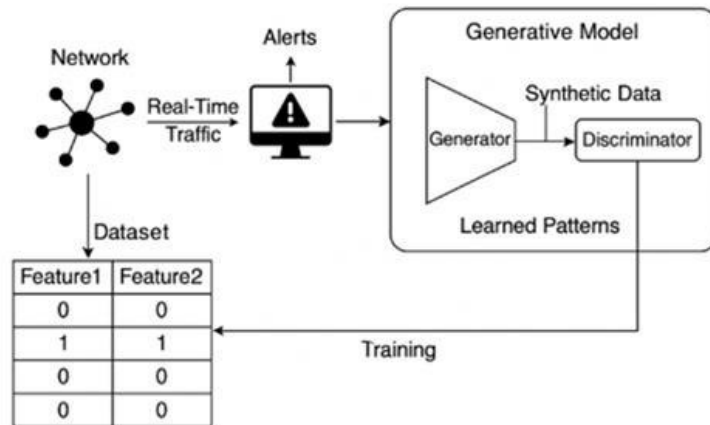 Network
Real-Time
Traffic
Alerts
Generative Model
Synthetic Data
Generator
Discriminator
Learned Patterns
Dataset
Feature1 Feature2
0 0
1 1
0 0
0 0
Training